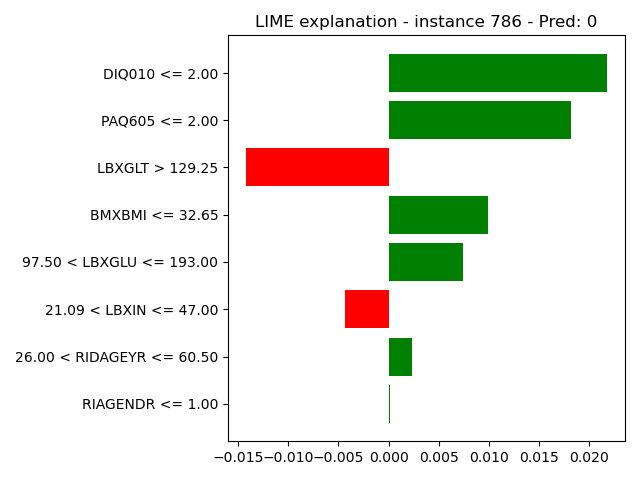 LIME explanation - instance 786 - Pred: 0
DIQ010 <= 2.00
PAQ605 <= 2.00
LBXGLT > 129.25
BMXBMI <= 32.65
97.50 < LBXGLU <= 193.00
21.09 < LBXIN <= 47.00
26.00 < RIDAGEYR <= 60.50
RIAGENDR <= 1.00
−0.015 −0.010 −0.005 0.000 0.005 0.010 0.015 0.020